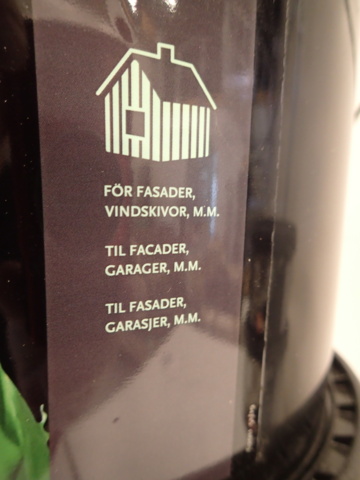 FÖR FASADER,
VINDSKIVOR, M.M.
TIL FACADER,
GARAGER, M.M.
TIL FASADER,
GARASJER, M.M.